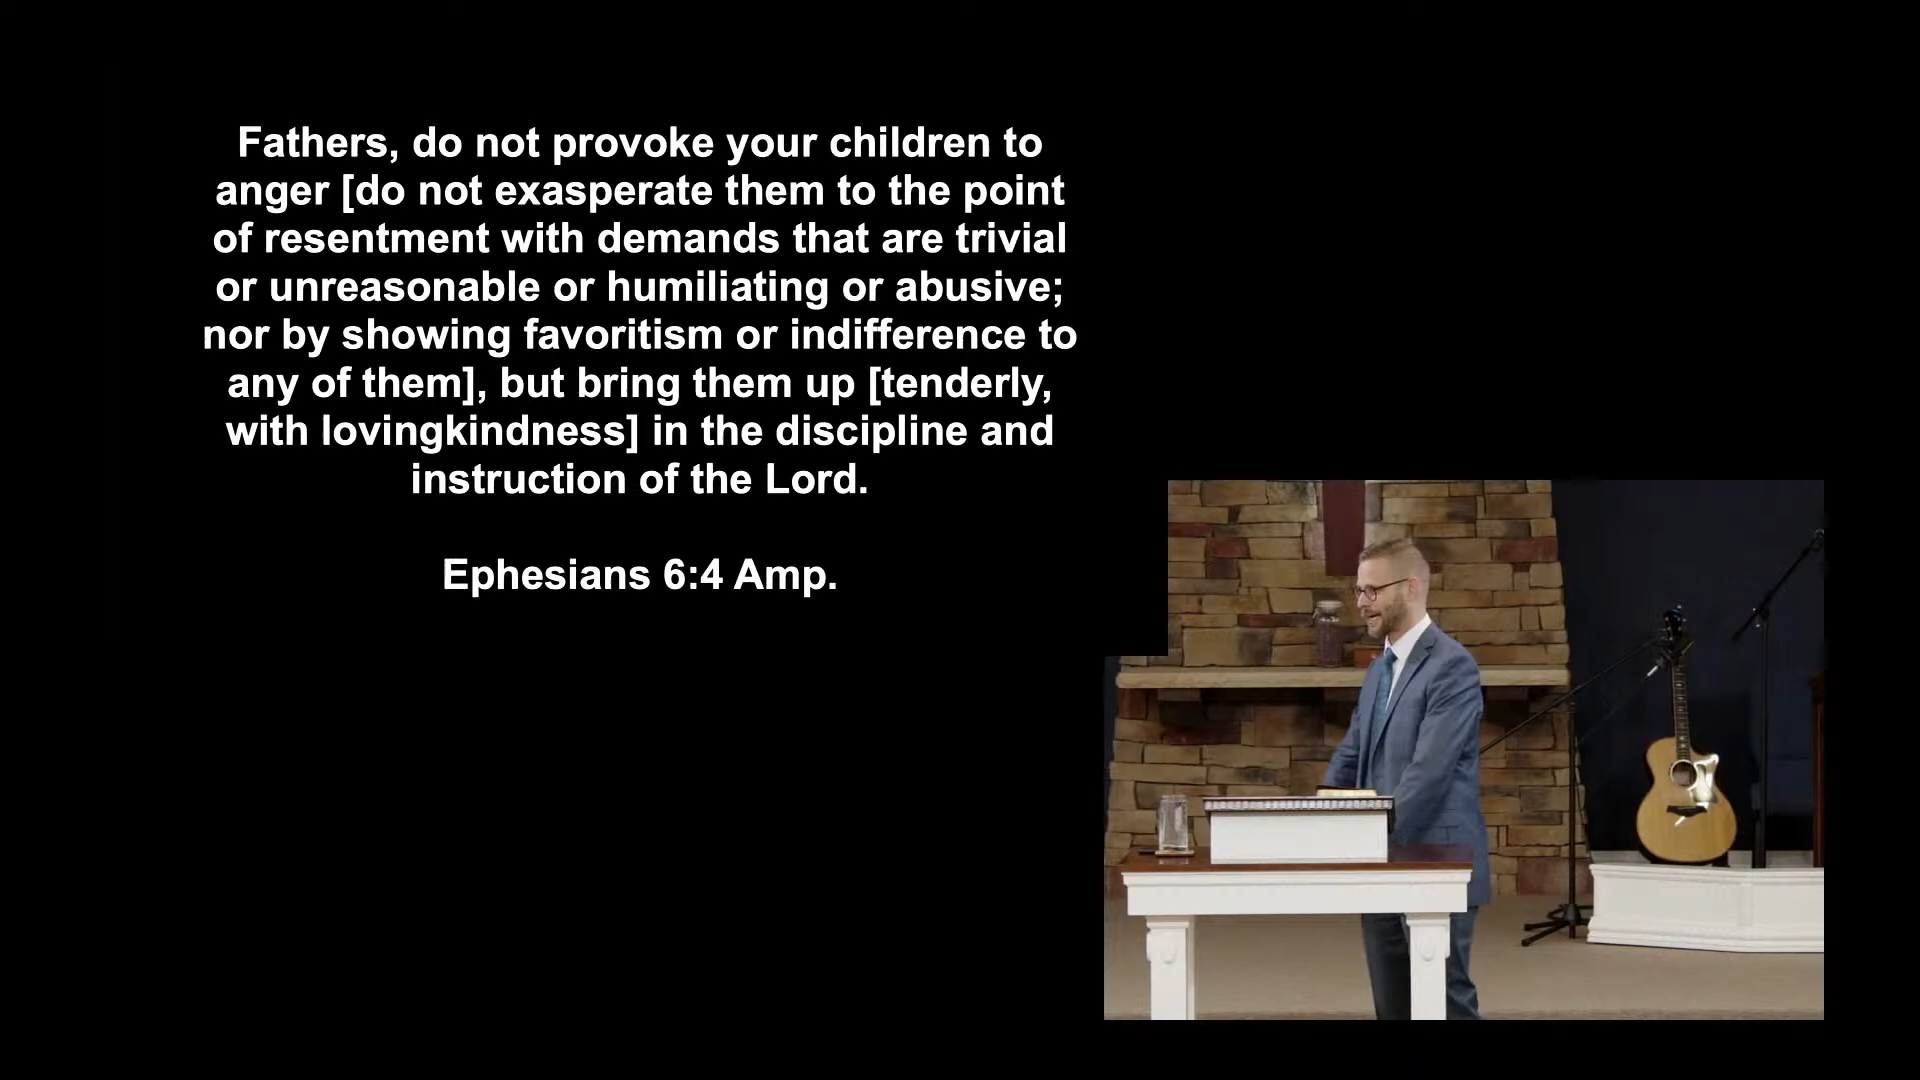 Fathers, do not provoke your children to
anger [do not exasperate them to the point
of resentment with demands that are trivial
or unreasonable or humiliating or abusive;
nor by showing favoritism or indifference to
any of them], but bring them up [tenderly,
with lovingkindness] in the discipline and
instruction of the Lord.
Ephesians 6:4 Amp.